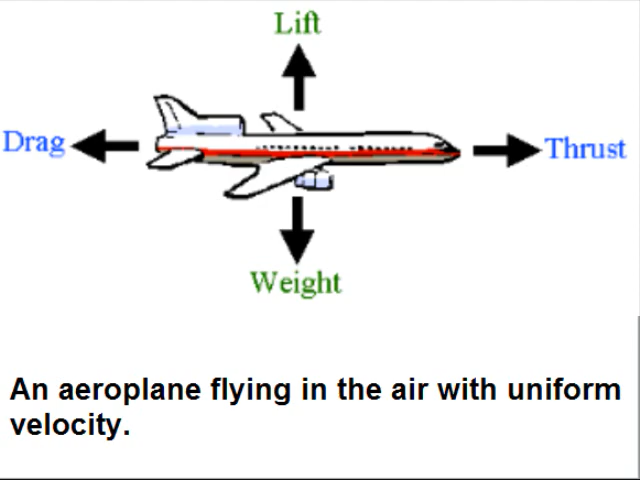 Lift
Drag
Thrust
Weight
An aeroplane flying in the air with uniform
velocity.